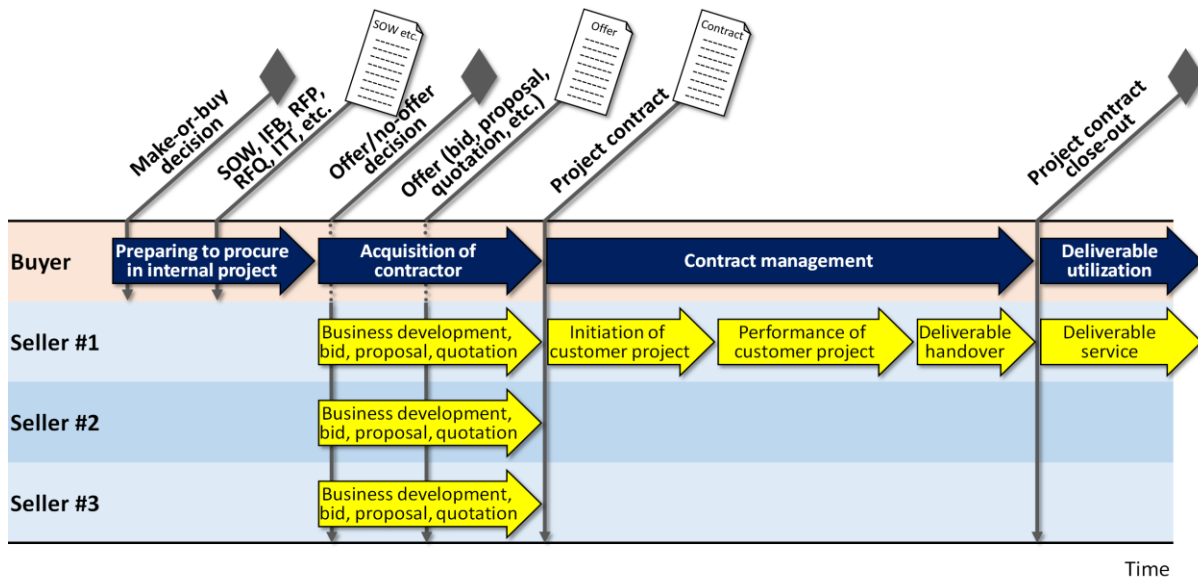 SOW etc.
Offer
Contract
Make-or-buy
decision
SOW, IFB, RFP,
RFQ, ITT, etc.
Offer/no-offer
decision
Offer (bid, proposal,
quotation, etc.)
Project contract
Project contract
close-out
Buyer
Preparing to procure
in internal project
Acquisition of
contractor
Contract management
Deliverable
utilization
Seller #1
Business development,
bid, proposal, quotation
Initiation of
customer project
Performance of
customer project
Deliverable
handover
Deliverable
service
Seller #2
Business development,
bid, proposal, quotation
Seller #3
Business development,
bid, proposal, quotation
Time